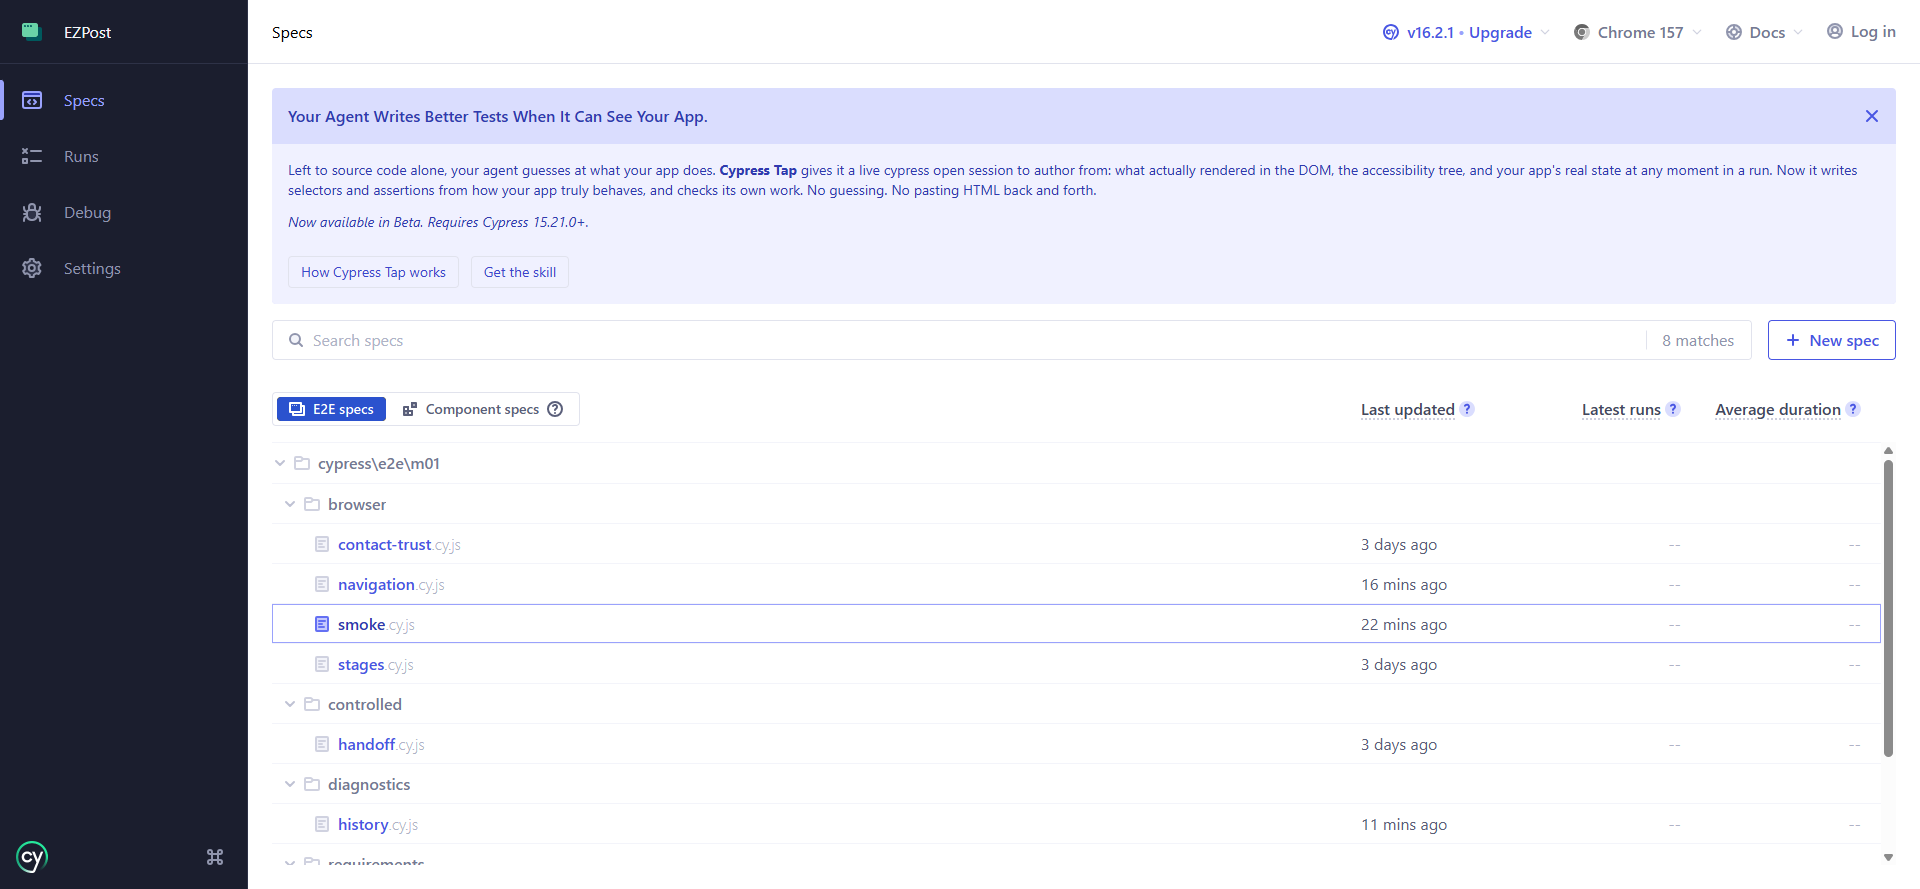 EZPost
Specs
Runs
Debug
Settings
cy
Specs
v16.2.1 • Upgrade
Chrome 157
Docs
Log in
Your Agent Writes Better Tests When It Can See Your App.
Left to source code alone, your agent guesses at what your app does. Cypress Tap gives it a live cypress open session to author from: what actually rendered in the DOM, the accessibility tree, and your app's real state at any moment in a run. Now it writes
selectors and assertions from how your app truly behaves, and checks its own work. No guessing. No pasting HTML back and forth.
Now available in Beta. Requires Cypress 15.21.0+.
How Cypress Tap works
Get the skill
Search specs
8 matches
+ New spec
E2E specs
Component specs ?
Last updated ?
Latest runs ?
Average duration ?
cypress\e2e\m01
browser
contact-trust.cy.js 3 days ago -- --
navigation.cy.js 16 mins ago -- --
smoke.cy.js 22 mins ago -- --
stages.cy.js 3 days ago -- --
controlled
handoff.cy.js 3 days ago -- --
diagnostics
history.cy.js 11 mins ago -- --
requirements